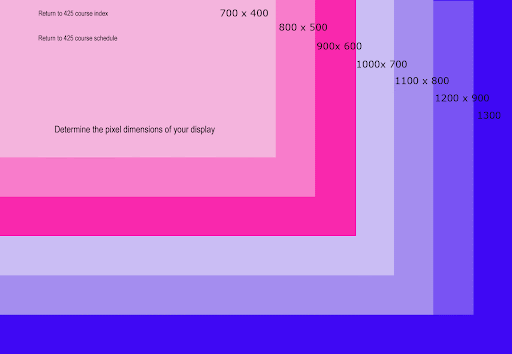 Return to 425 course index
700 x 400
800 x 500
Return to 425 course schedule
900x 600
1000x 700
1100 x 800
1200 x 900
1300
Determine the pixel dimensions of your display